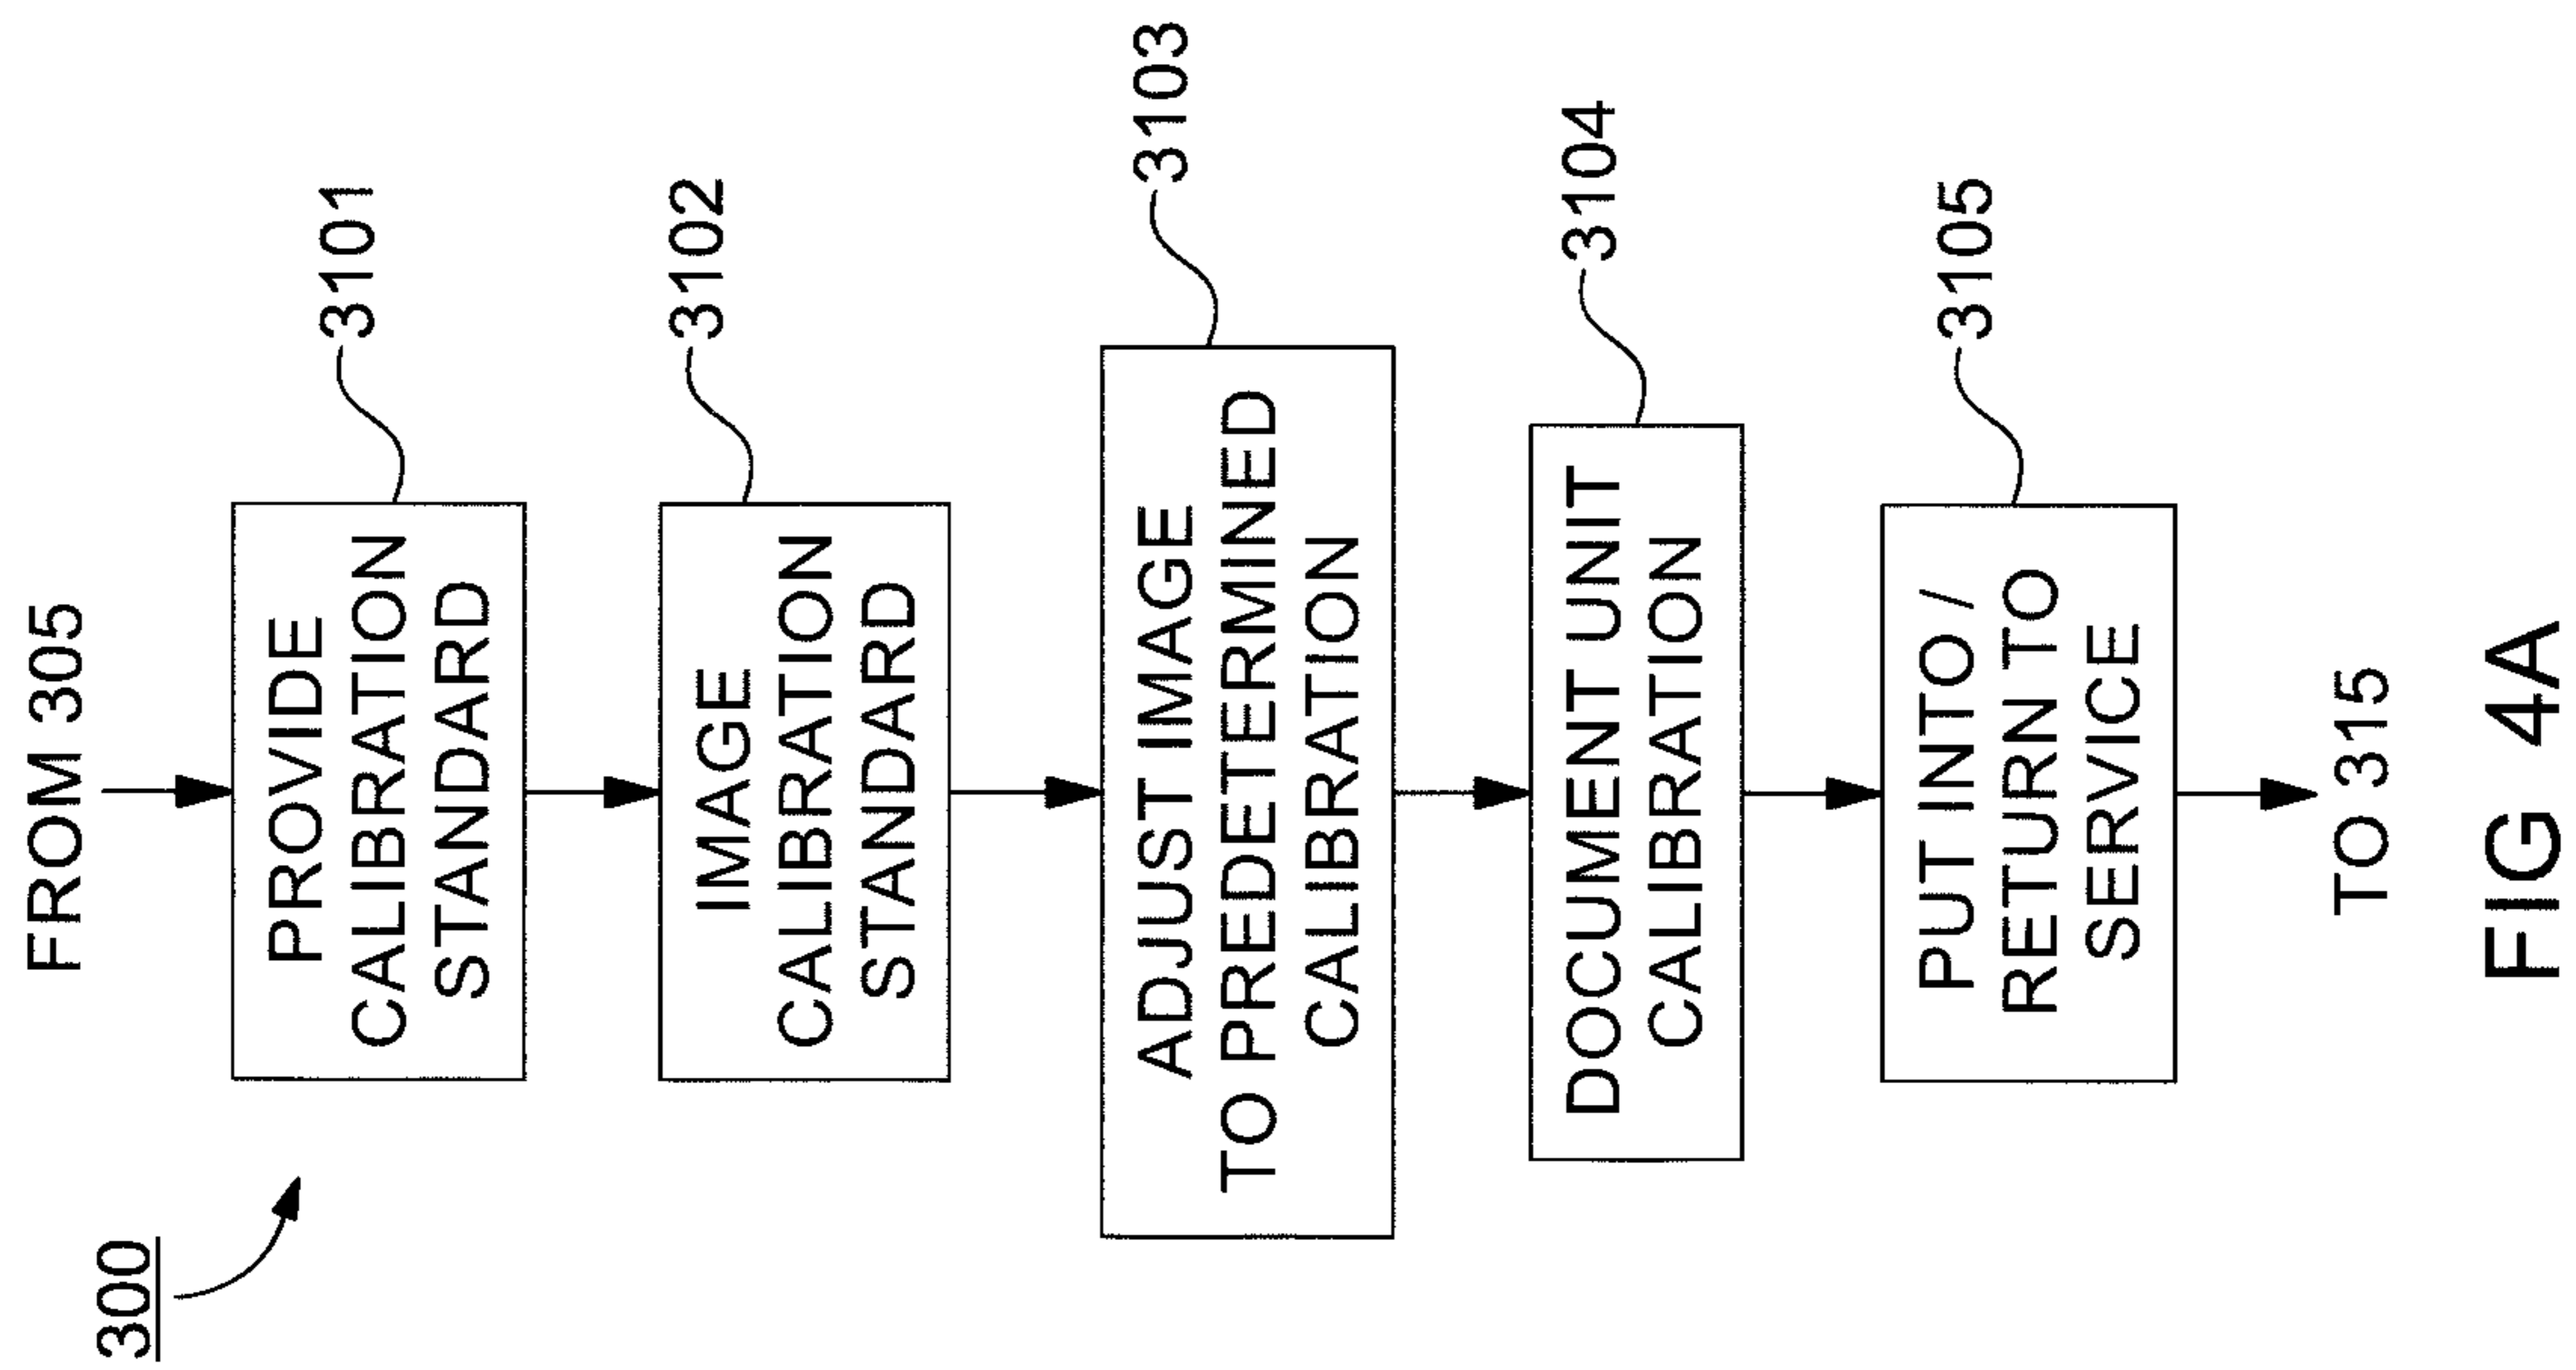 300
FROM 305
PROVIDE
CALIBRATION
STANDARD
3101
IMAGE
CALIBRATION
STANDARD
3102
ADJUST IMAGE
TO PREDETERMINED
CALIBRATION
3103
DOCUMENT UNIT
CALIBRATION
3104
PUT INTO /
RETURN TO
SERVICE
3105
TO 315
FIG 4A